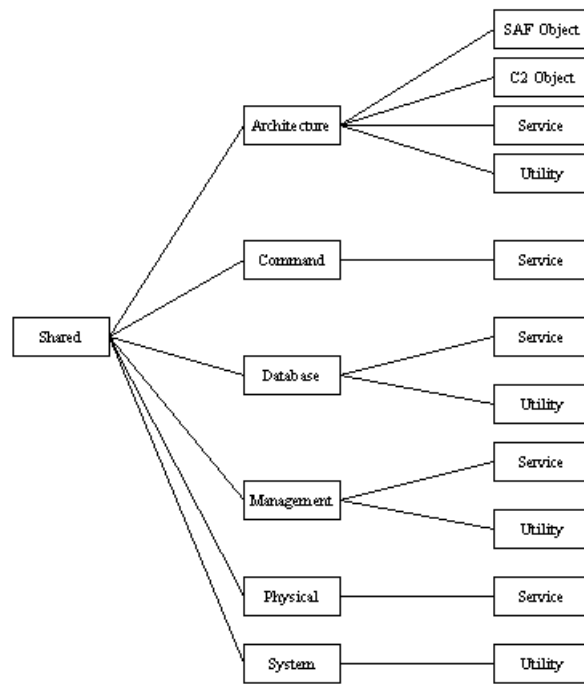 SAF Object
C2 Object
Architecture
Service
Utility
Command
Service
Shared
Database
Service
Utility
Management
Service
Utility
Physical
Service
System
Utility